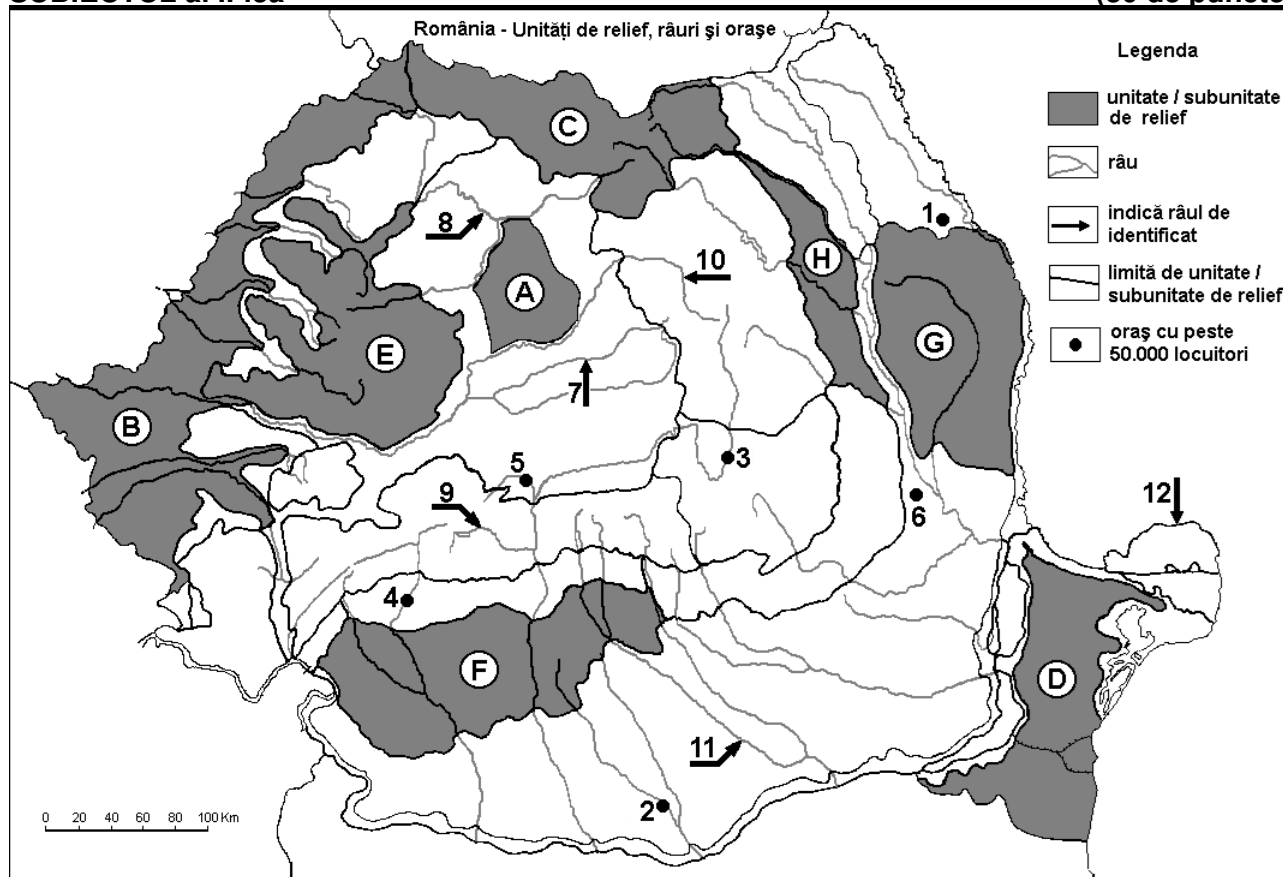 România - Unităţi de relief, râuri şi oraşe
Legenda
unitate / subunitate
de relief
râu
indică râul de
identificat
limită de unitate /
subunitate de relief
oraş cu peste
50.000 locuitori
C
1
8
10
H
A
E
G
7
B
5
3
9
6
12
4
F
D
11
2
0 20 40 60 80 100 Km